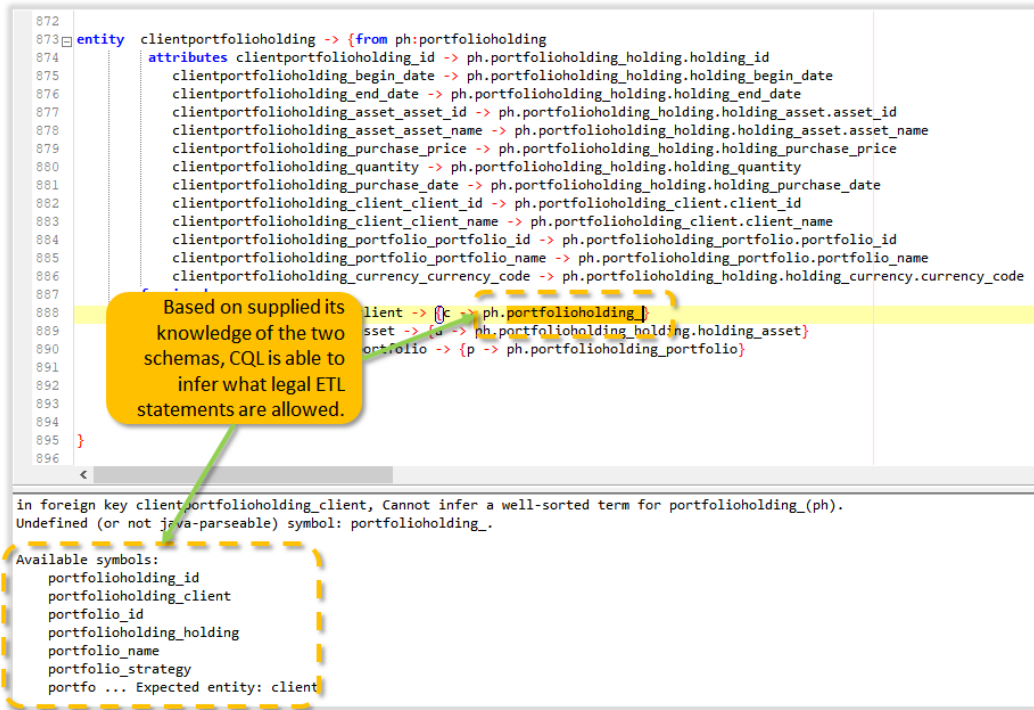 872
873 entity clientportfolioholding -> {from ph:portfolioholding
874 attributes clientportfolioholding_id -> ph.portfolioholding_holding.holding_id
875 clientportfolioholding_begin_date -> ph.portfolioholding_holding.holding_begin_date
876 clientportfolioholding_end_date -> ph.portfolioholding_holding.holding_end_date
877 clientportfolioholding_asset_asset_id -> ph.portfolioholding_holding.holding_asset.asset_id
878 clientportfolioholding_asset_asset_name -> ph.portfolioholding_holding.holding_asset.asset_name
879 clientportfolioholding_purchase_price -> ph.portfolioholding_holding.holding_purchase_price
880 clientportfolioholding_quantity -> ph.portfolioholding_holding.holding_quantity
881 clientportfolioholding_purchase_date -> ph.portfolioholding_holding.holding_purchase_date
882 clientportfolioholding_client_client_id -> ph.portfolioholding_client.client_id
883 clientportfolioholding_client_client_name -> ph.portfolioholding_client.client_name
884 clientportfolioholding_portfolio_portfolio_id -> ph.portfolioholding_portfolio.portfolio_id
885 clientportfolioholding_portfolio_portfolio_name -> ph.portfolioholding_portfolio.portfolio_name
886 clientportfolioholding_currency_currency_code -> ph.portfolioholding_holding.holding_currency.currency_code
887
888 lient -> {c -> ph.portfolioholding_}
889 asset -> {a -> ph.portfolioholding_holding.holding_asset}
890 portfolio -> {p -> ph.portfolioholding_portfolio}
891
892
893
894
895 }
896
Based on supplied its
knowledge of the two
schemas, CQL is able to
infer what legal ETL
statements are allowed.
in foreign key clientportfolioholding_client, Cannot infer a well-sorted term for portfolioholding_(ph).
Undefined (or not java-parseable) symbol: portfolioholding_.
Available symbols:
portfolioholding_id
portfolioholding_client
portfolio_id
portfolioholding_holding
portfolio_name
portfolio_strategy
portfo ... Expected entity: client